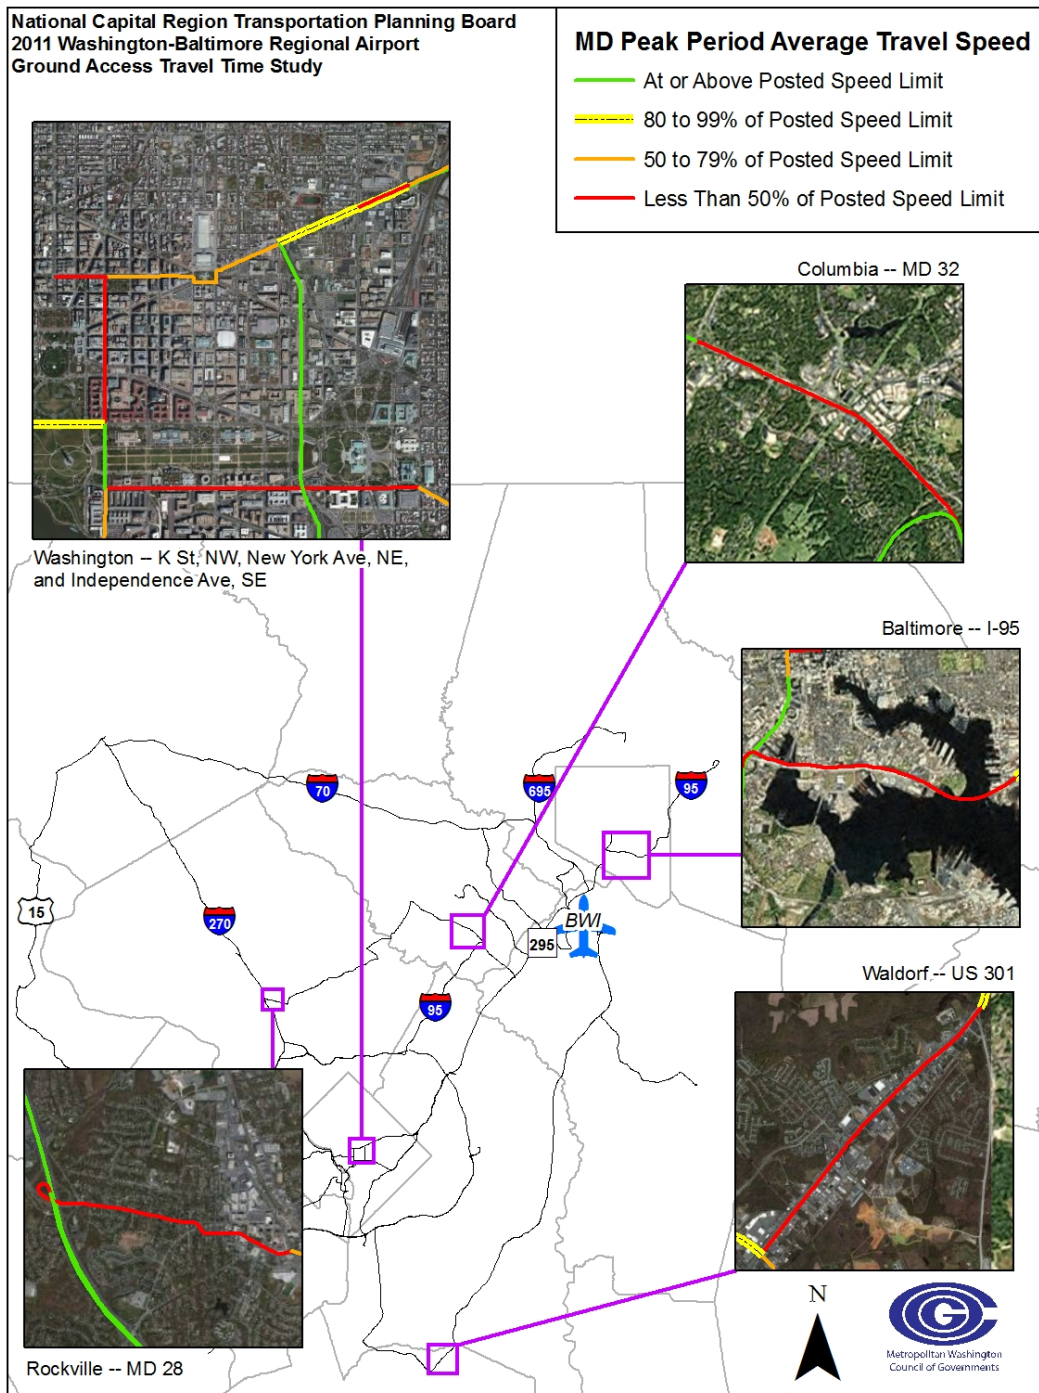 National Capital Region Transportation Planning Board
2011 Washington-Baltimore Regional Airport
Ground Access Travel Time Study
MD Peak Period Average Travel Speed
At or Above Posted Speed Limit
80 to 99% of Posted Speed Limit
50 to 79% of Posted Speed Limit
Less Than 50% of Posted Speed Limit
Columbia -- MD 32
Washington -- K St, NW, New York Ave, NE,
and Independence Ave, SE
Baltimore -- I-95
70
695
95
15
270
BWI
295
95
Waldorf -- US 301
Rockville -- MD 28
N
Metropolitan Washington
Council of Governments